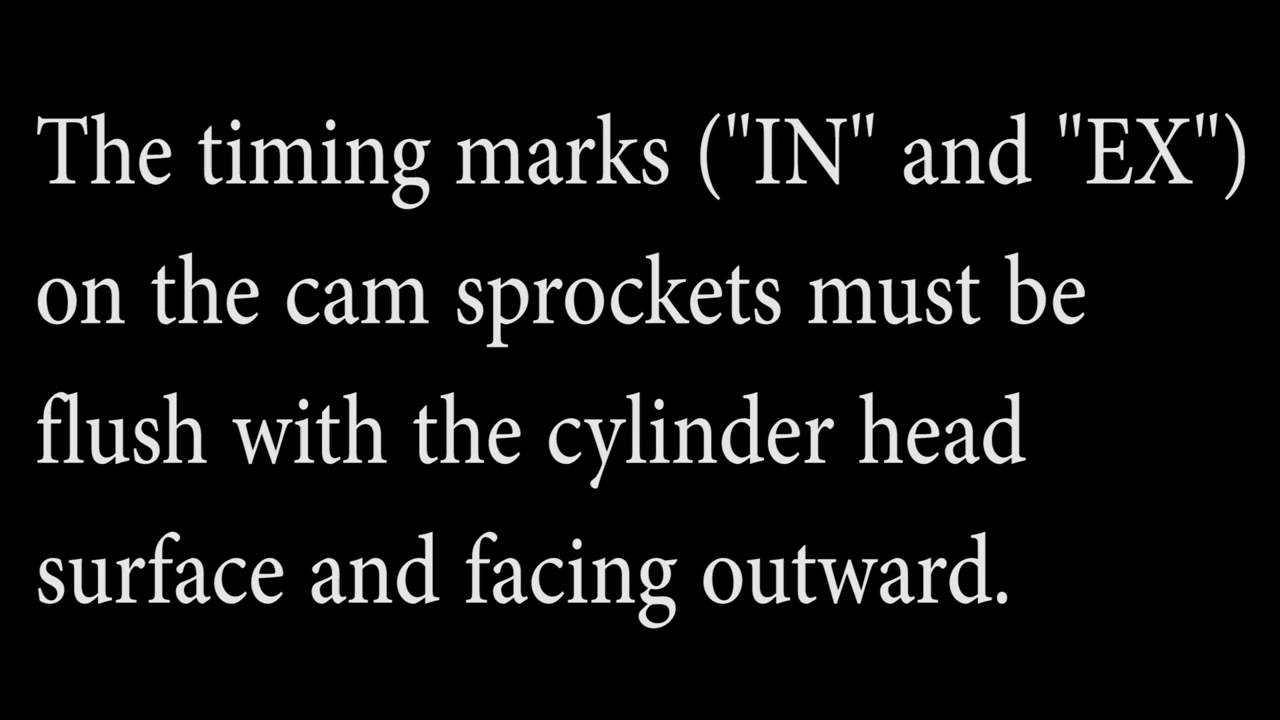 The timing marks ("IN" and "EX")
on the cam sprockets must be
flush with the cylinder head
surface and facing outward.